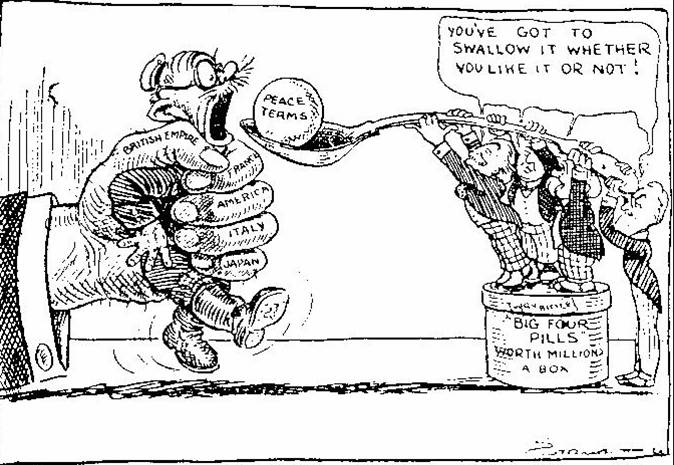 YOU'VE GOT TO
SWALLOW IT WHETHER
YOU LIKE IT OR NOT!
PEACE
TERMS
BRITISH EMPIRE
FRANCE
AMERICA
ITALY
JAPAN
"BIG FOUR
PILLS"
WORTH MILLIONS
A BOX